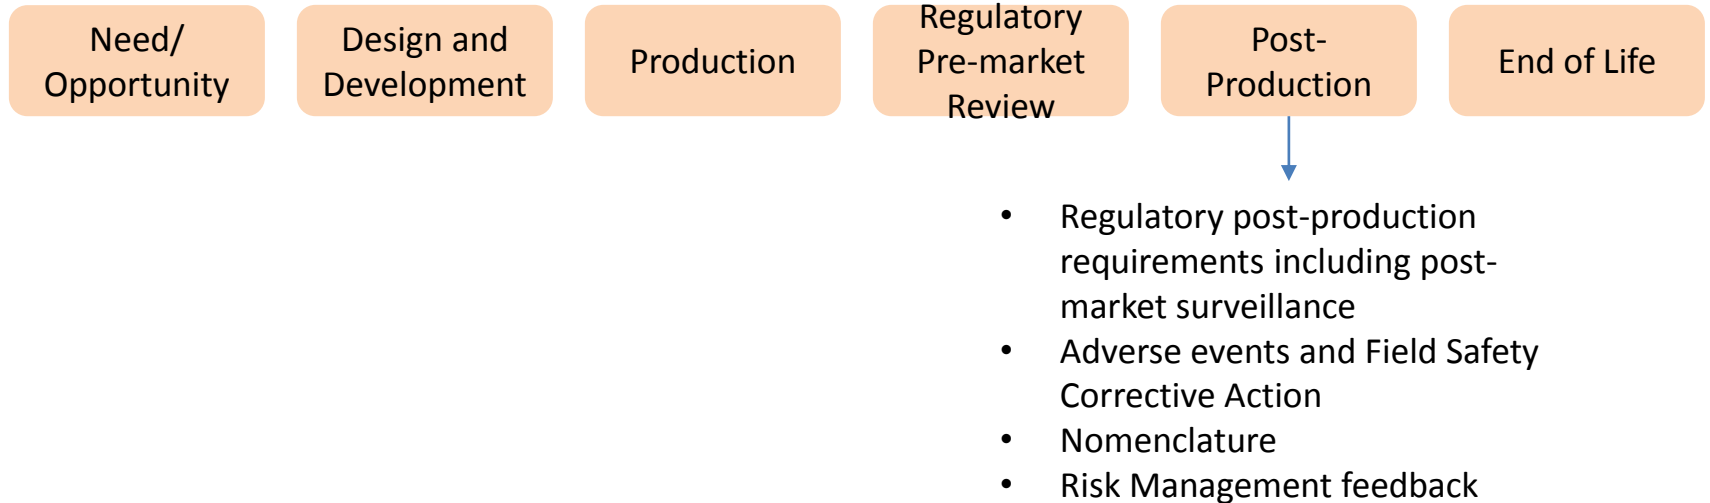 Need/
Opportunity
Design and
Development
Production
Regulatory
Pre-market
Review
Post-
Production
End of Life
• Regulatory post-production
requirements including post-
market surveillance
• Adverse events and Field Safety
Corrective Action
• Nomenclature
• Risk Management feedback